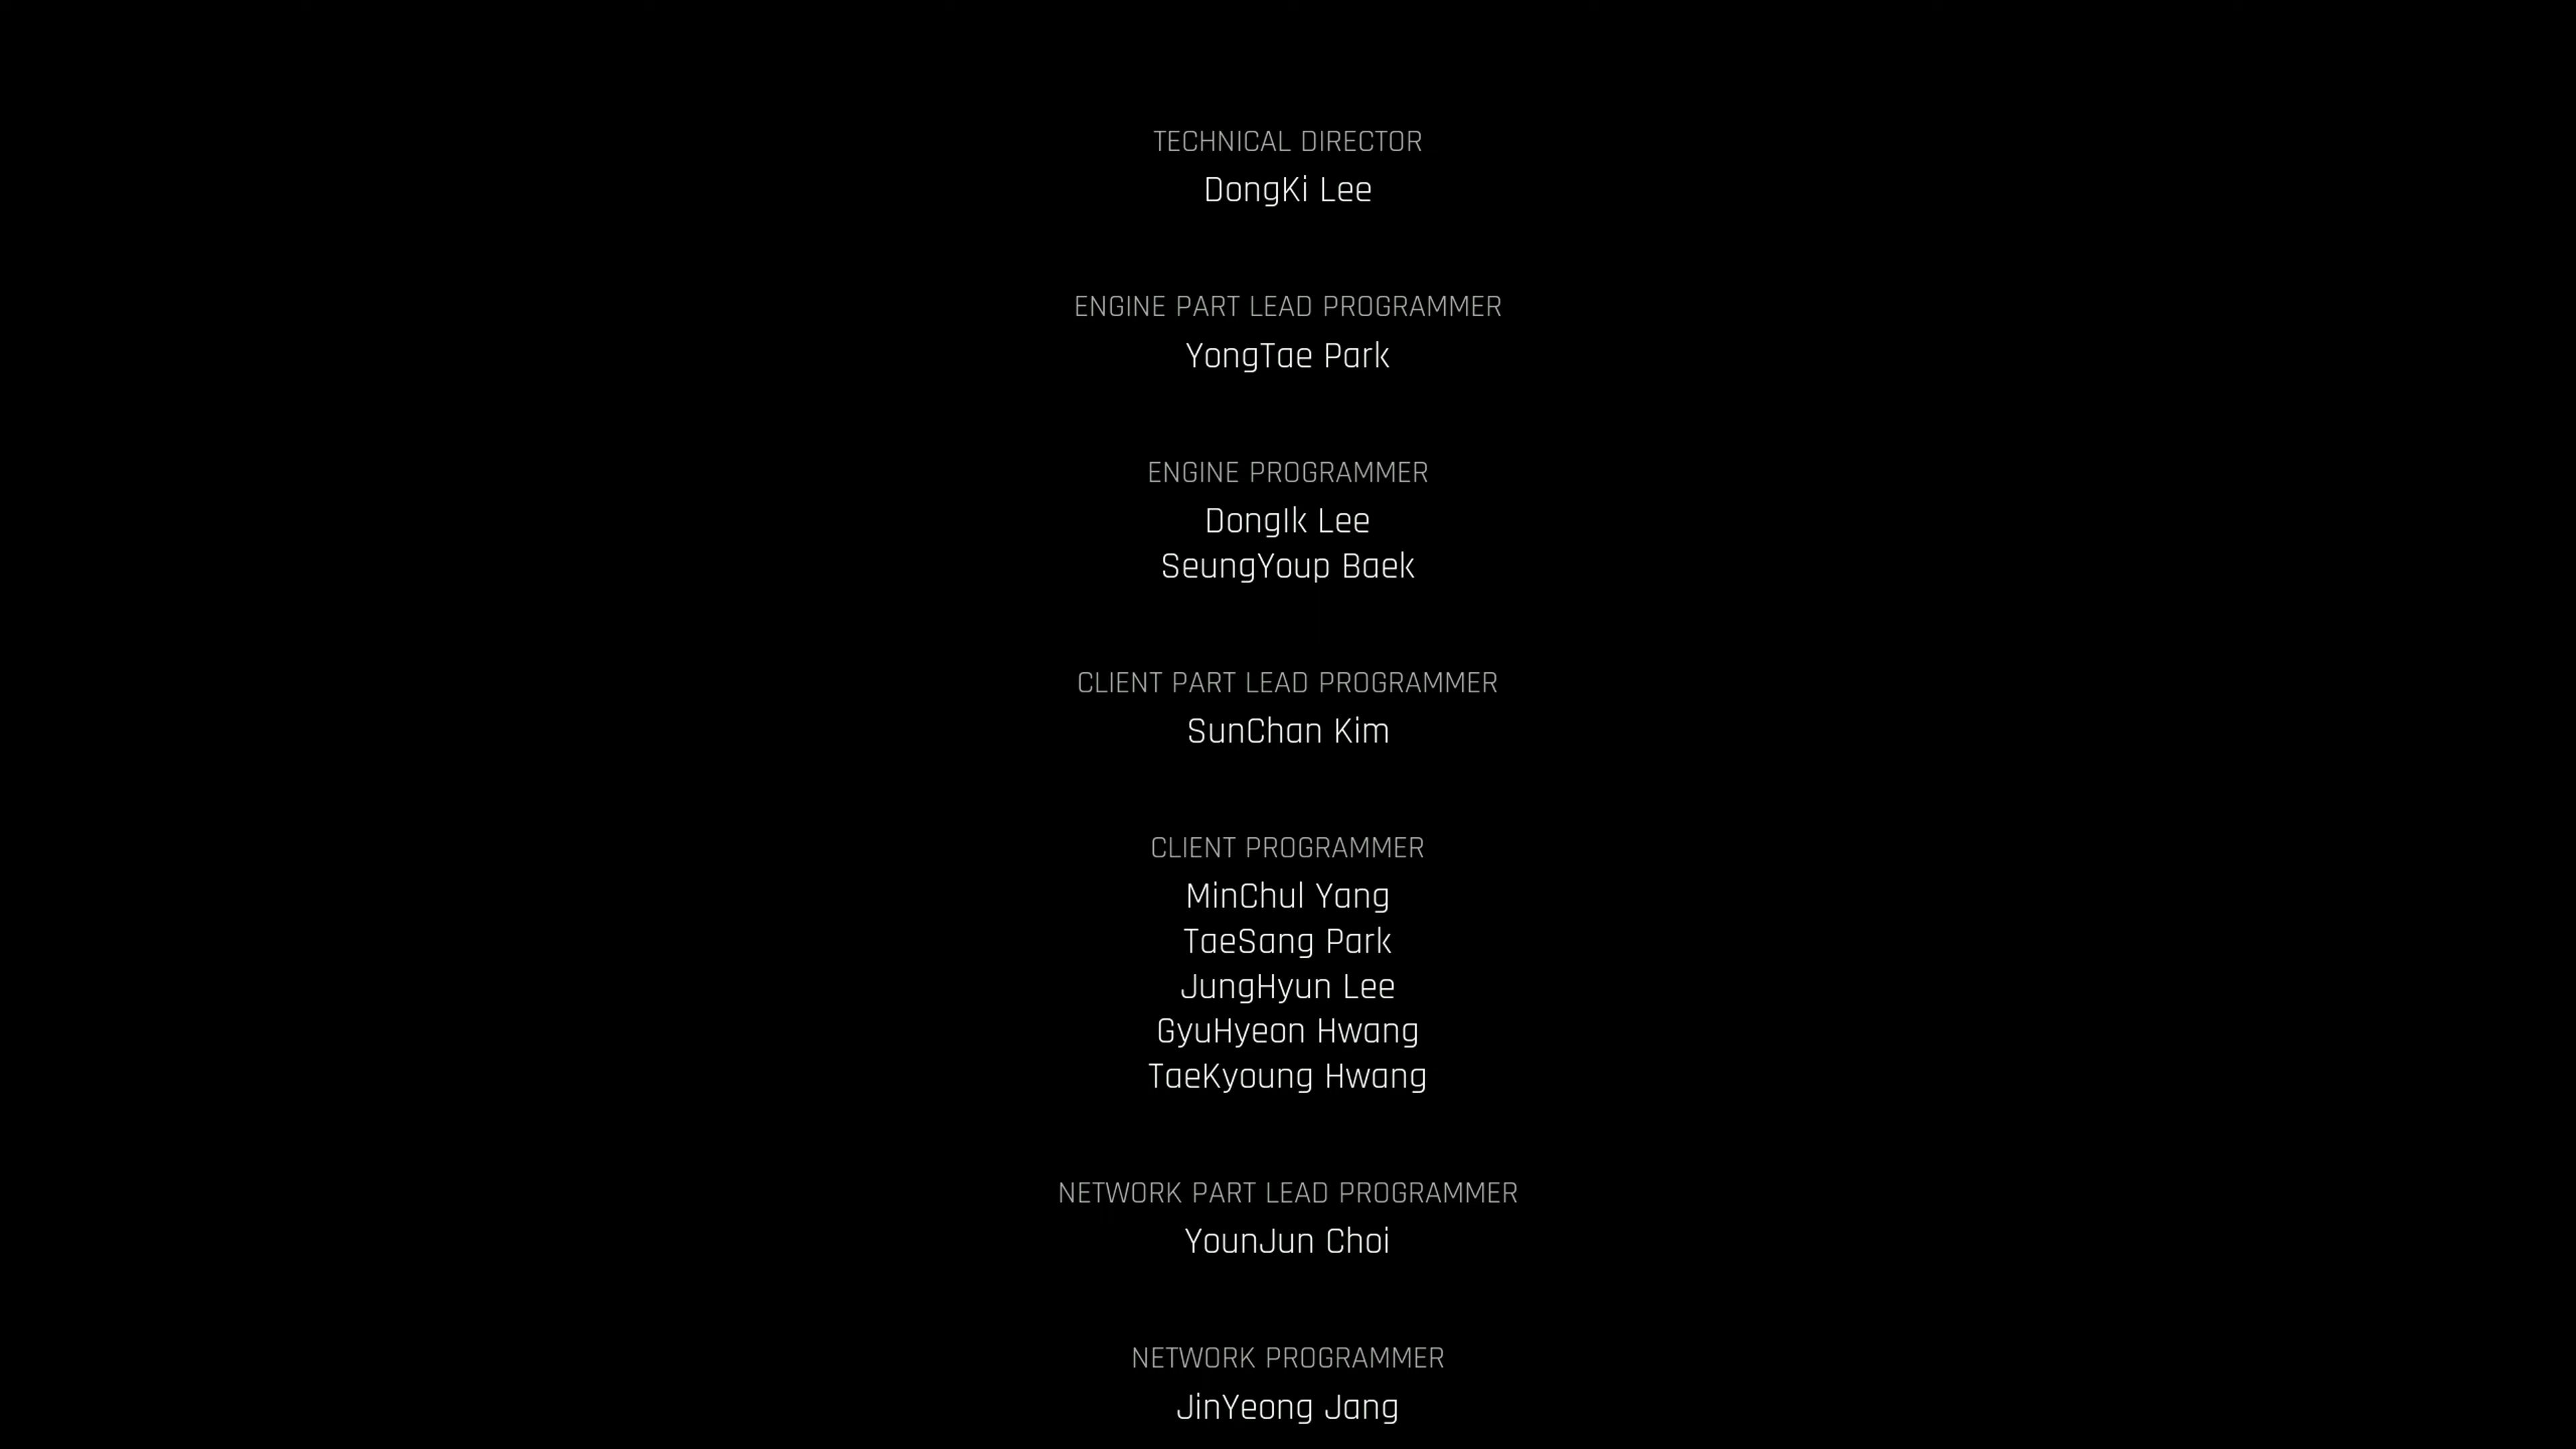 TECHNICAL DIRECTOR
DongKi Lee
ENGINE PART LEAD PROGRAMMER
YongTae Park
ENGINE PROGRAMMER
DongIk Lee
SeungYoup Baek
CLIENT PART LEAD PROGRAMMER
SunChan Kim
CLIENT PROGRAMMER
MinChul Yang
TaeSang Park
JungHyun Lee
GyuHyeon Hwang
TaeKyoung Hwang
NETWORK PART LEAD PROGRAMMER
YounJun Choi
NETWORK PROGRAMMER
JinYeong Jang